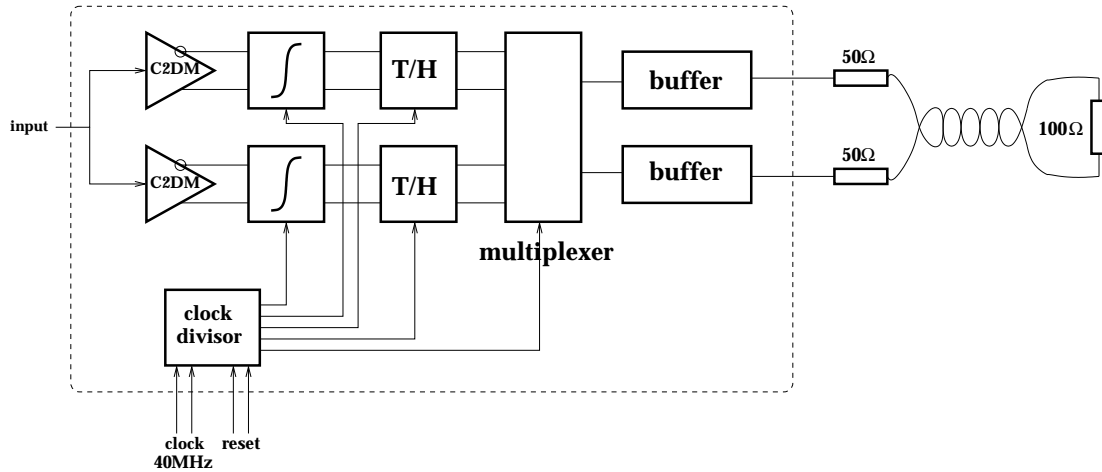 C2DM
T/H
buffer
50Ω
input
100Ω
C2DM
T/H
buffer
50Ω
multiplexer
clock
divisor
clock
40MHz
reset